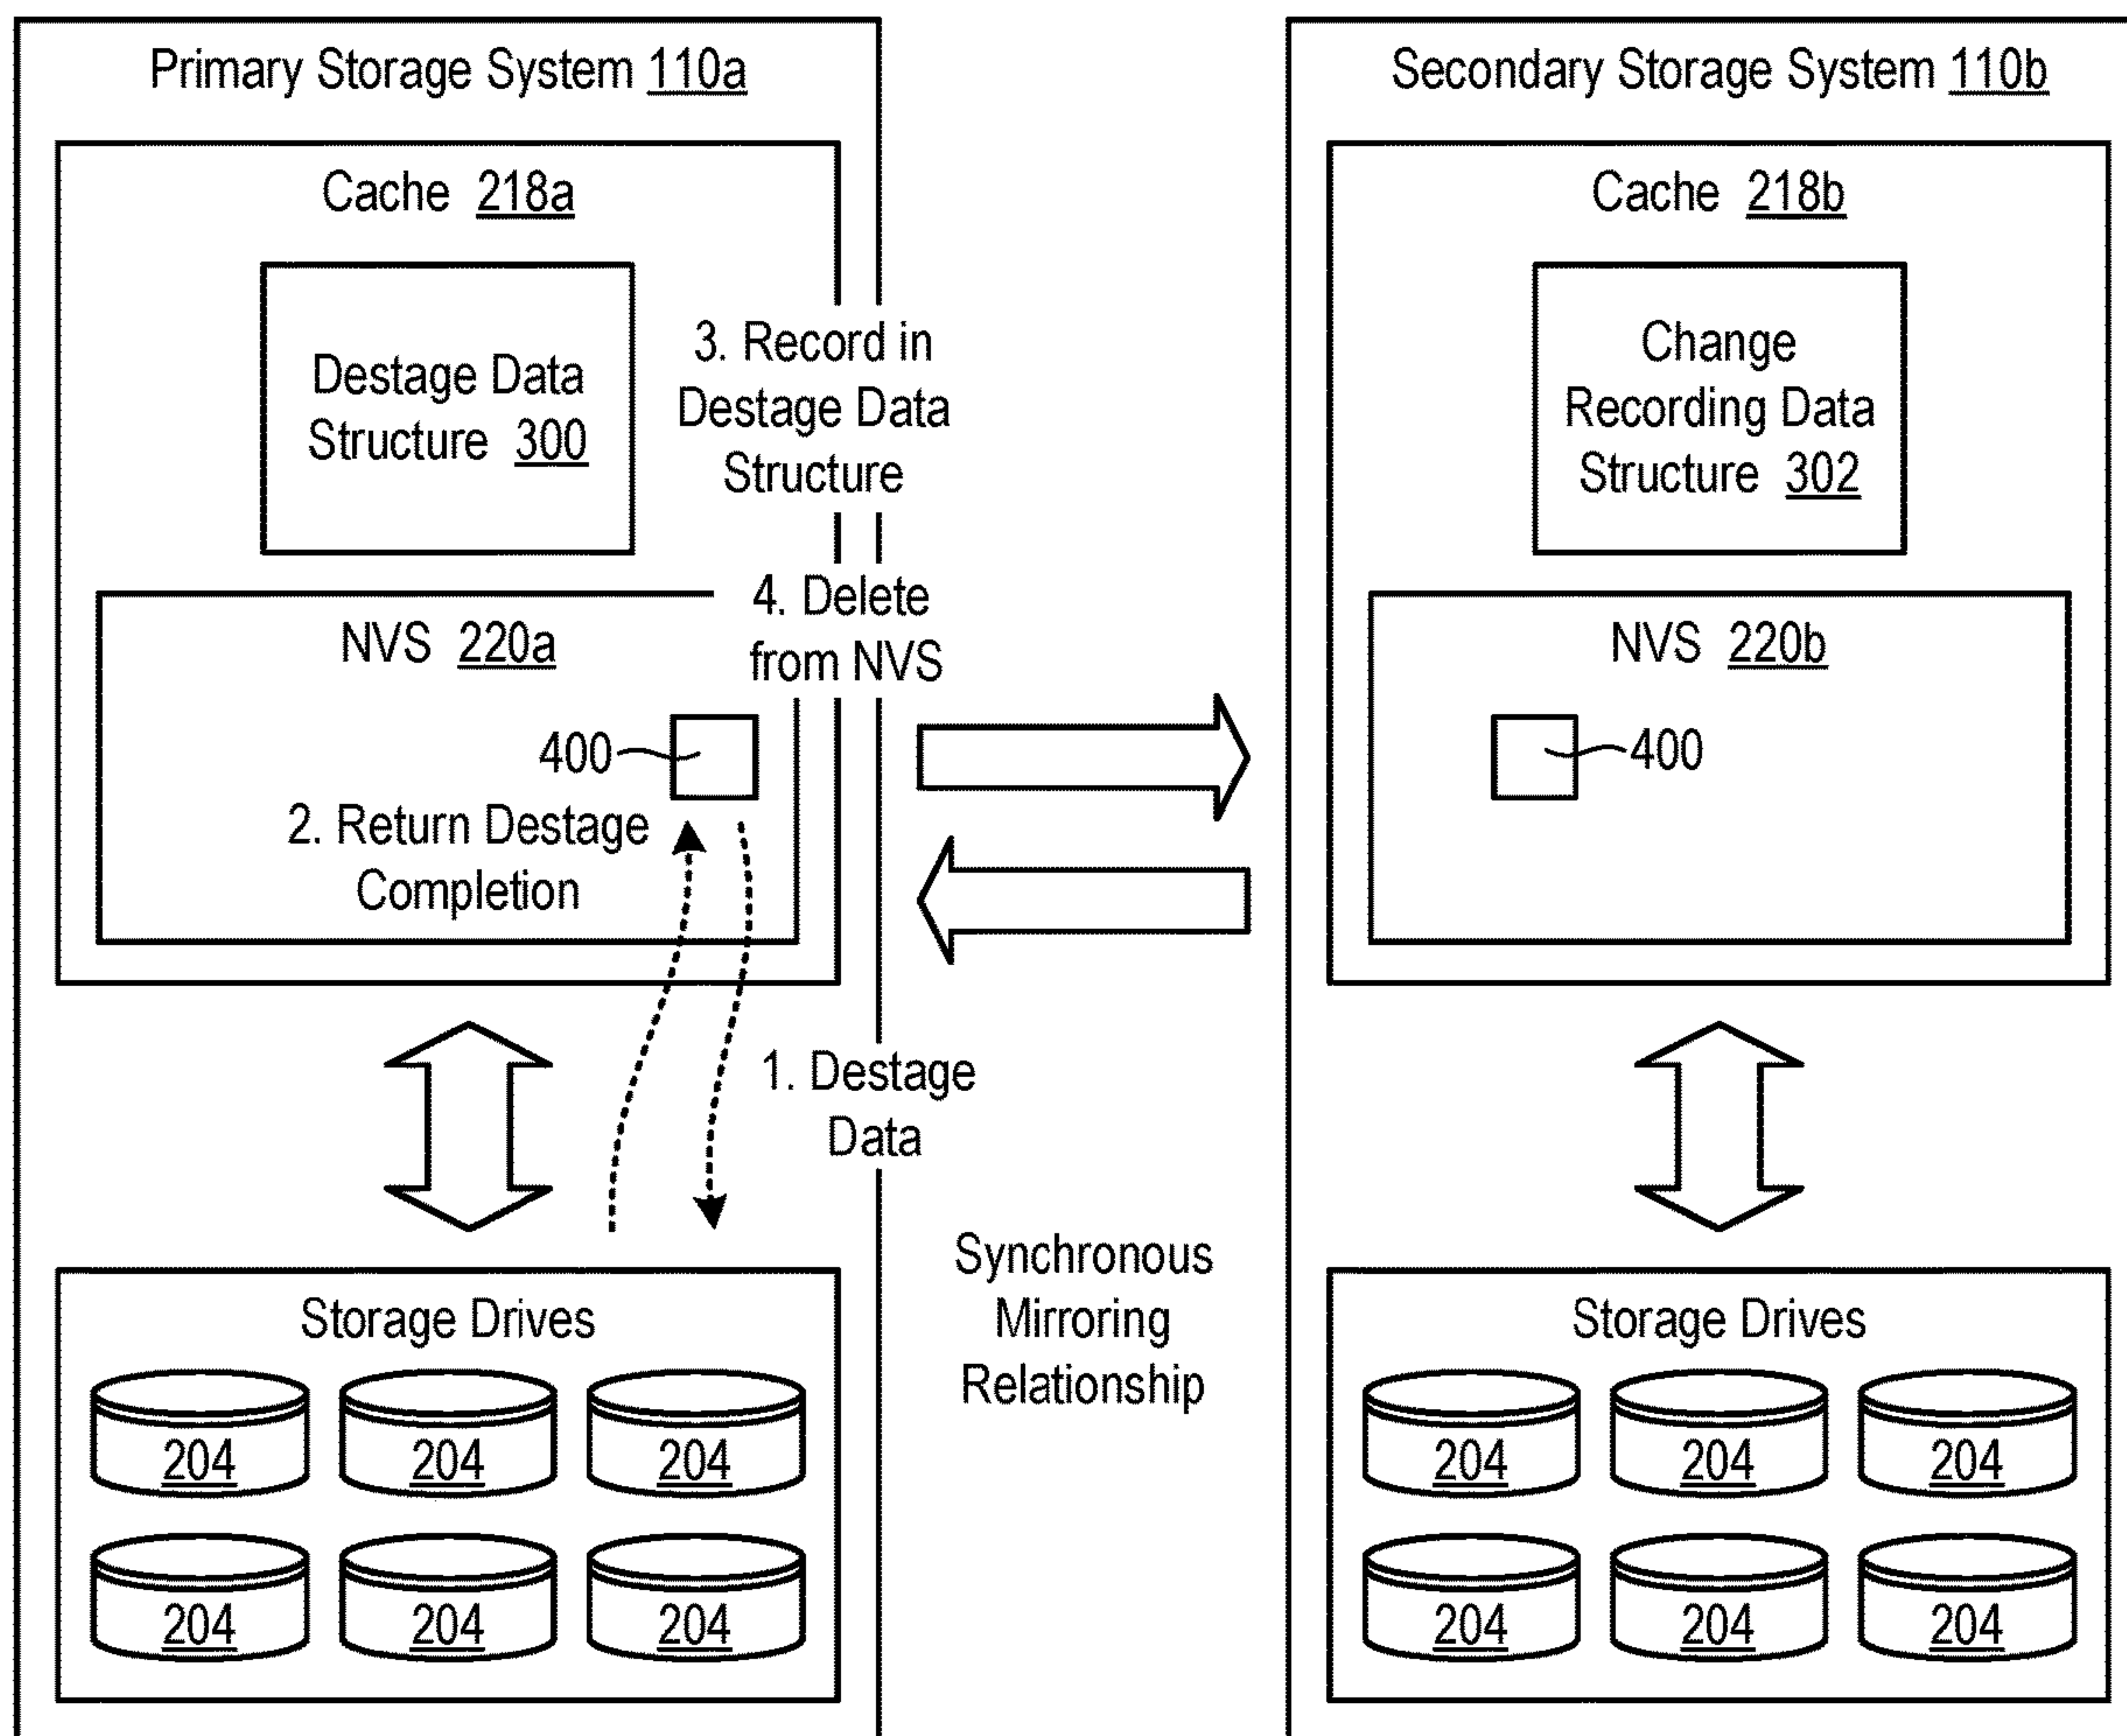 Primary Storage System 110a
Cache 218a
Destage Data
Structure 300
3. Record in
Destage Data
Structure
4. Delete
from NVS
NVS 220a
400
2. Return Destage
Completion
1. Destage
Data
Storage Drives
204 204 204
204 204 204
Synchronous
Mirroring
Relationship
Secondary Storage System 110b
Cache 218b
Change
Recording Data
Structure 302
NVS 220b
400
Storage Drives
204 204 204
204 204 204